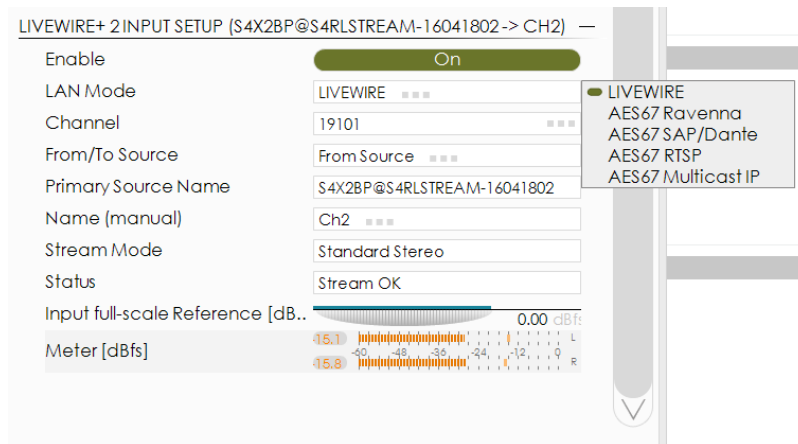 LIVEWIRE+ 2 INPUT SETUP (S4X2BP@S4RLSTREAM-16041802 -> CH2) —
Enable On
LAN Mode LIVEWIRE
Channel 19101
From/To Source From Source
Primary Source Name S4X2BP@S4RLSTREAM-16041802
Name (manual) Ch2
Stream Mode Standard Stereo
Status Stream OK
Input full-scale Reference [dB.. 0.00 dBfs
Meter [dBfs]
-15.1 L
-60 -48 -36 -24 -12 0
-15.8 R
LIVEWIRE
AES67 Ravenna
AES67 SAP/Dante
AES67 RTSP
AES67 Multicast IP